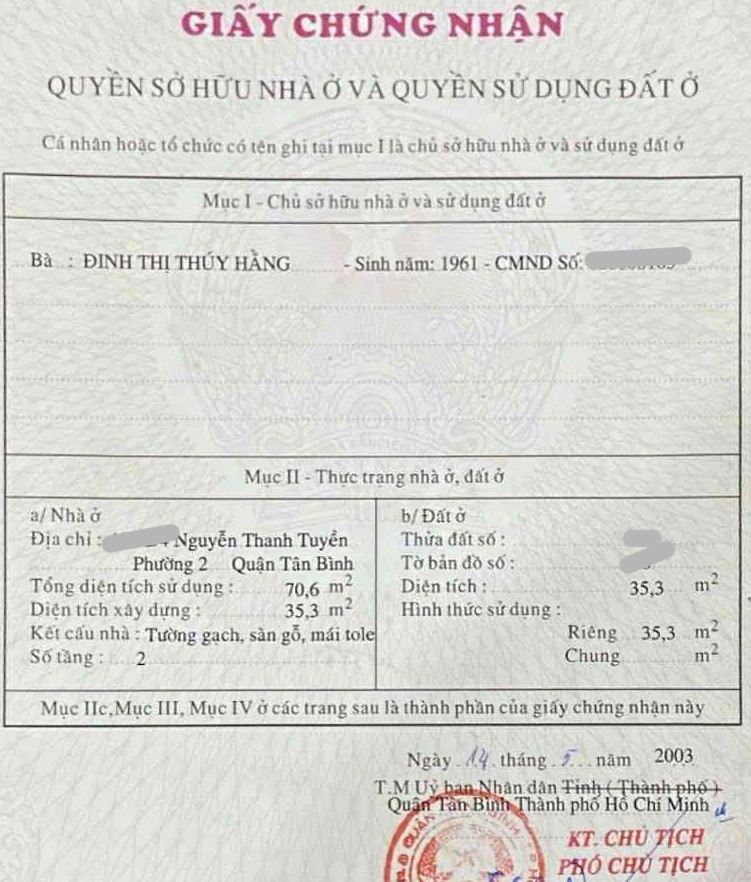 GIẤY CHỨNG NHẬN
QUYỀN SỞ HỮU NHÀ Ở VÀ QUYỀN SỬ DỤNG ĐẤT Ở
Cá nhân hoặc tổ chức có tên ghi tại mục I là chủ sở hữu nhà ở và sử dụng đất ở
Mục I - Chủ sở hữu nhà ở và sử dụng đất ở
Bà : ĐINH THỊ THÚY HẰNG - Sinh năm: 1961 - CMND Số:
Mục II - Thực trạng nhà ở, đất ở
a/ Nhà ở
Địa chỉ : Nguyễn Thanh Tuyền
Phường 2 Quận Tân Bình
Tổng diện tích sử dụng : 70,6 m²
Diện tích xây dựng : 35,3 m²
Kết cấu nhà : Tường gạch, sàn gỗ, mái tole
Số tầng : 2
b/ Đất ở
Thửa đất số :
Tờ bản đồ số :
Diện tích : 35,3 m²
Hình thức sử dụng :
Riêng 35,3 m²
Chung m²
Mục IIc,Mục III, Mục IV ở các trang sau là thành phần của giấy chứng nhận này
Ngày 14 tháng 5 năm 2003
T.M Uỷ ban Nhân dân Tỉnh ( Thành phố )
Quận Tân Bình Thành phố Hồ Chí Minh
KT. CHỦ TỊCH
PHÓ CHỦ TỊCH